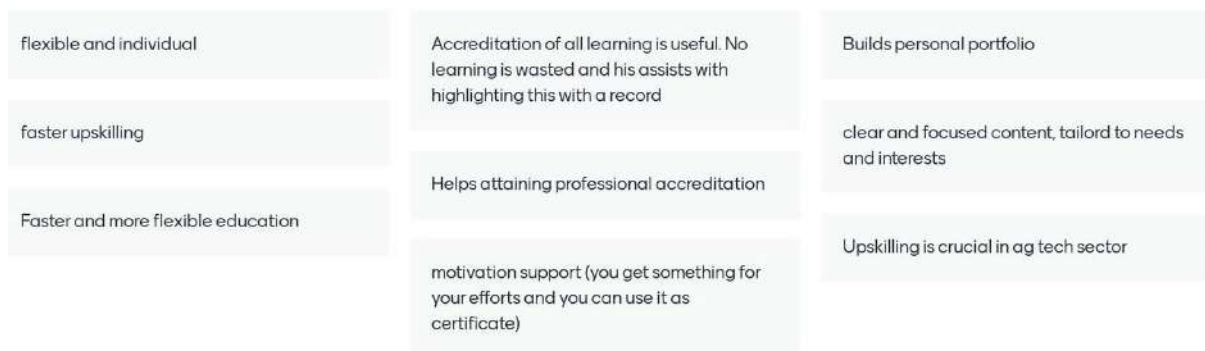 flexible and individual
faster upskilling
Faster and more flexible education
Accreditation of all learning is useful. No
learning is wasted and his assists with
highlighting this with a record
Helps attaining professional accreditation
motivation support (you get something for
your efforts and you can use it as
certificate)
Builds personal portfolio
clear and focused content, tailord to needs
and interests
Upskilling is crucial in ag tech sector